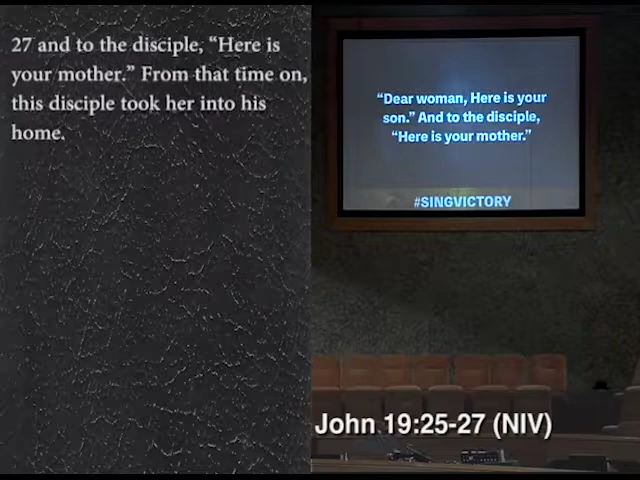 27 and to the disciple, “Here is
your mother.” From that time on,
this disciple took her into his
home.
“Dear woman, Here is your
son.” And to the disciple,
“Here is your mother.”
#SINGVICTORY
John 19:25-27 (NIV)